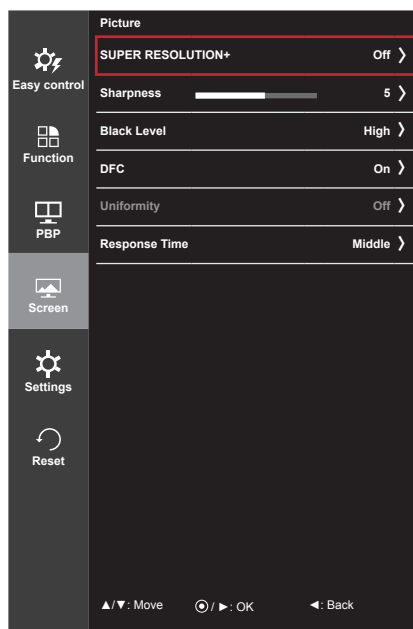 Picture
SUPER RESOLUTION+ Off
Easy control
Sharpness 5
Black Level High
Function
DFC On
Uniformity Off
PBP
Response Time Middle
Screen
Settings
Reset
▲/▼: Move ⦿ / ►: OK ◄: Back